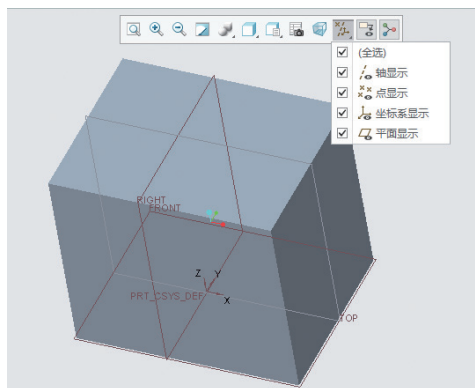 (全选)
轴显示
点显示
坐标系显示
平面显示
RIGHT
FRONT
Z
Y
X
PRT_CSYS_DEF
TOP